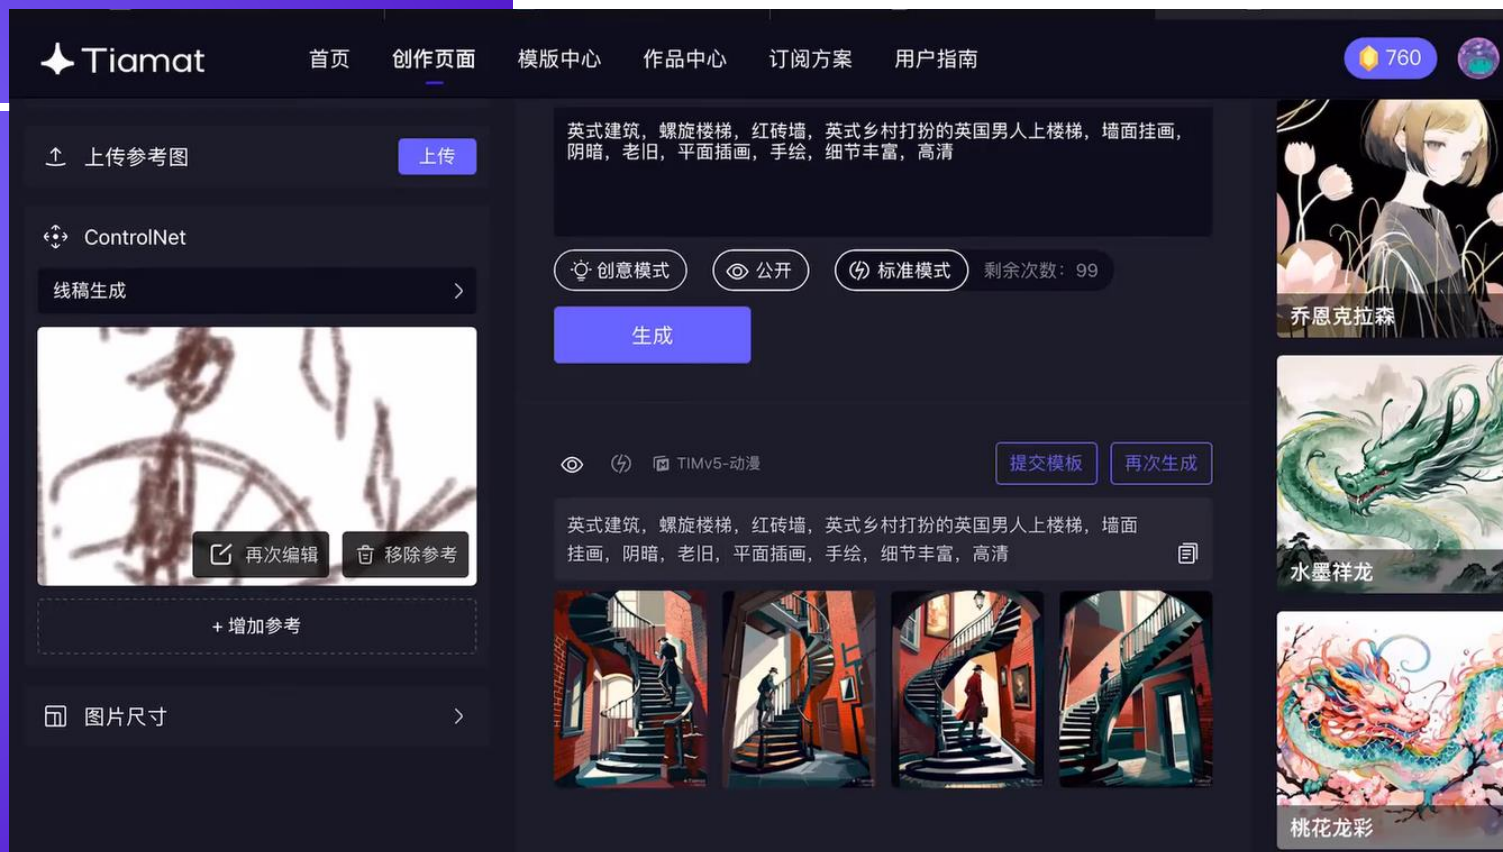 Tiamat
首页
创作页面
模版中心
作品中心
订阅方案
用户指南
760
上传参考图
上传
ControlNet
线稿生成
再次编辑
移除参考
+ 增加参考
图片尺寸
英式建筑，螺旋楼梯，红砖墙，英式乡村打扮的英国男人上楼梯，墙面挂画，
阴暗，老旧，平面插画，手绘，细节丰富，高清
创意模式
公开
标准模式
剩余次数：99
生成
TIMv5-动漫
提交模板
再次生成
英式建筑，螺旋楼梯，红砖墙，英式乡村打扮的英国男人上楼梯，墙面
挂画，阴暗，老旧，平面插画，手绘，细节丰富，高清
乔恩克拉森
水墨祥龙
桃花龙彩